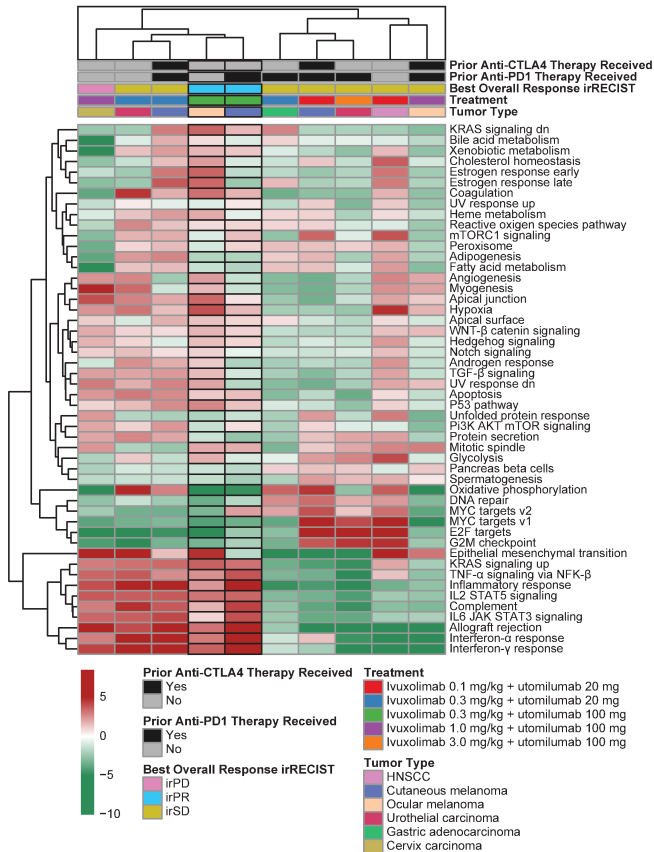 Prior Anti-CTLA4 Therapy Received
Prior Anti-PD1 Therapy Received
Best Overall Response irRECIST
Treatment
Tumor Type
KRAS signaling dn
Bile acid metabolism
Xenobiotic metabolism
Cholesterol homeostasis
Estrogen response early
Estrogen response late
Coagulation
UV response up
Heme metabolism
Reactive oxigen species pathway
mTORC1 signaling
Peroxisome
Adipogenesis
Fatty acid metabolism
Angiogenesis
Myogenesis
Apical junction
Hypoxia
Apical surface
WNT-β catenin signaling
Hedgehog signaling
Notch signaling
Androgen response
TGF-β signaling
UV response dn
Apoptosis
P53 pathway
Unfolded protein response
Pi3K AKT mTOR signaling
Protein secretion
Mitotic spindle
Glycolysis
Pancreas beta cells
Spermatogenesis
Oxidative phosphorylation
DNA repair
MYC targets v2
MYC targets v1
E2F targets
G2M checkpoint
Epithelial mesenchymal transition
KRAS signaling up
TNF-α signaling via NFK-β
Inflammatory response
IL2 STAT5 signaling
Complement
IL6 JAK STAT3 signaling
Allograft rejection
Interferon-α response
Interferon-γ response
5
0
−5
−10
Prior Anti-CTLA4 Therapy Received
Yes
No
Prior Anti-PD1 Therapy Received
Yes
No
Best Overall Response irRECIST
irPD
irPR
irSD
Treatment
Ivuxolimab 0.1 mg/kg + utomilumab 20 mg
Ivuxolimab 0.3 mg/kg + utomilumab 20 mg
Ivuxolimab 0.3 mg/kg + utomilumab 100 mg
Ivuxolimab 1.0 mg/kg + utomilumab 100 mg
Ivuxolimab 3.0 mg/kg + utomilumab 100 mg
Tumor Type
HNSCC
Cutaneous melanoma
Ocular melanoma
Urothelial carcinoma
Gastric adenocarcinoma
Cervix carcinoma